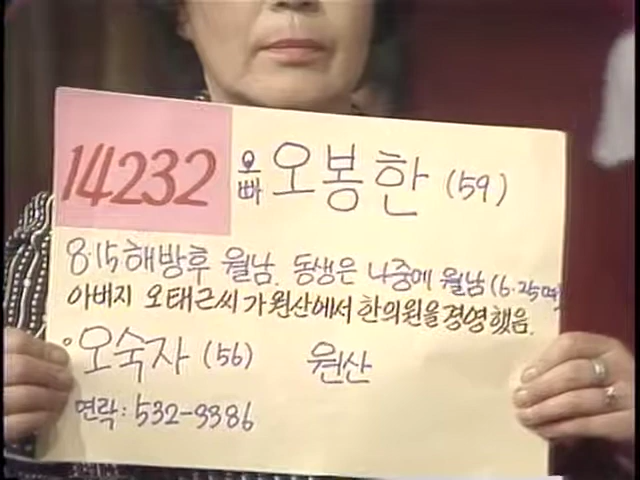 14232 오빠 오봉한 (59)
8·15 해방후 월남. 동생은 나중에 월남 (6·25때
아버지 오태근씨가 원산에서 한의원을 경영했음.
오숙자 (56) 원산
연락: 532-9386